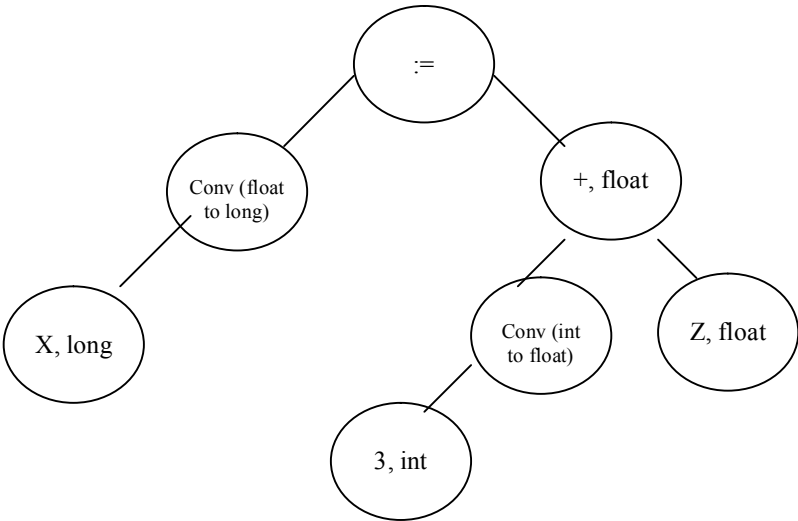 :=
Conv (float
to long)
+, float
X, long
Conv (int
to float)
Z, float
3, int